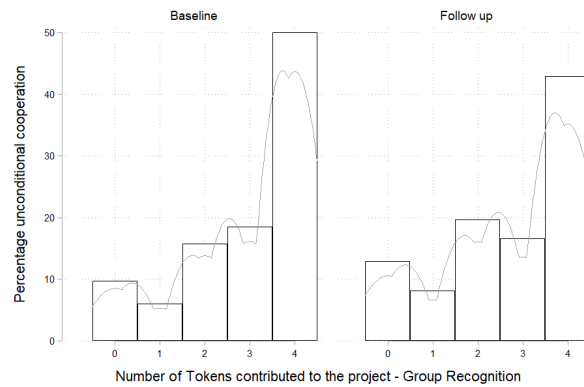 Baseline
Follow up
Percentage unconditional cooperation
50
40
30
20
10
0
0 1 2 3 4
0 1 2 3 4
Number of Tokens contributed to the project - Group Recognition